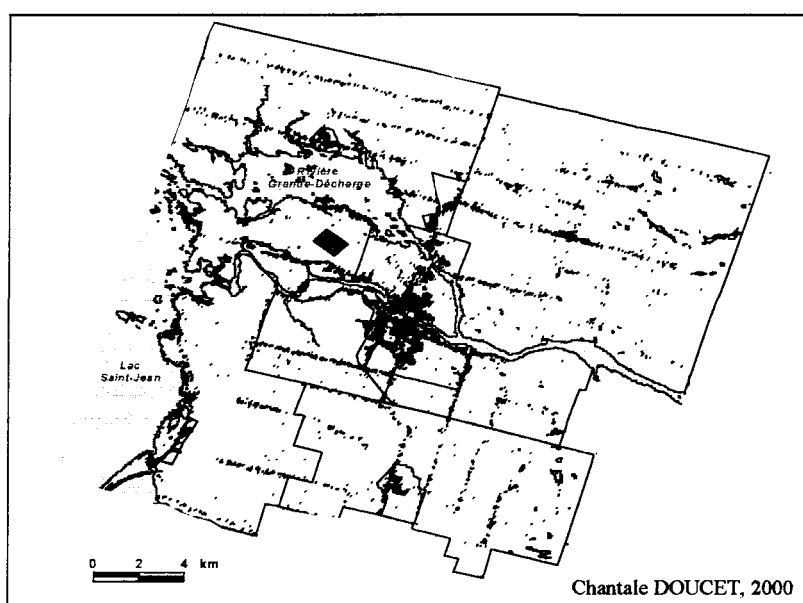 Rivière
Grande-Décharge
Lac
Saint-Jean
0 2 4 km
Chantale DOUCET, 2000